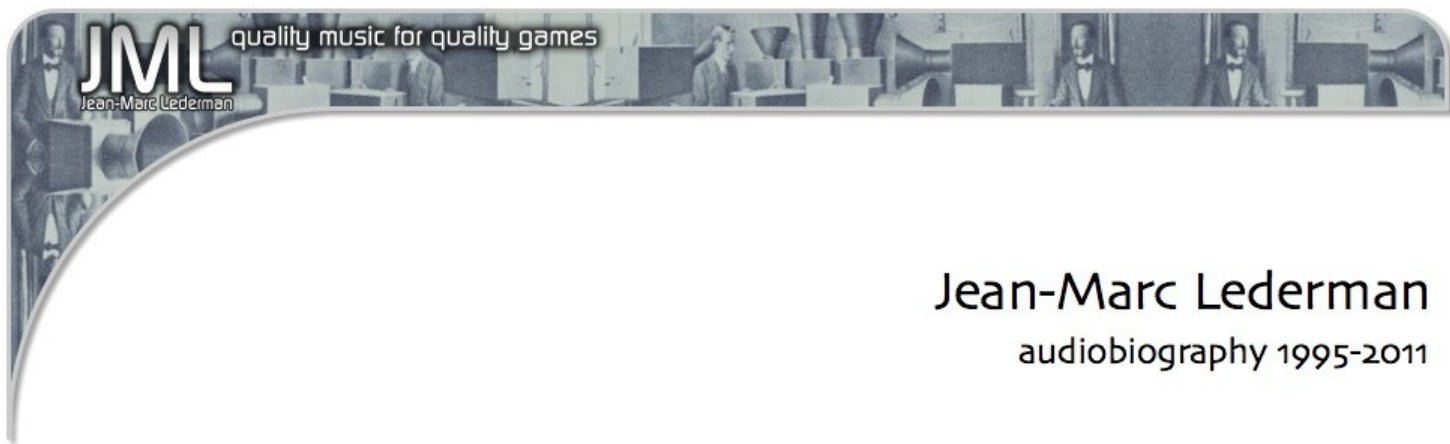 JML quality music for quality games
Jean-Marc Lederman
Jean-Marc Lederman
audiobiography 1995-2011